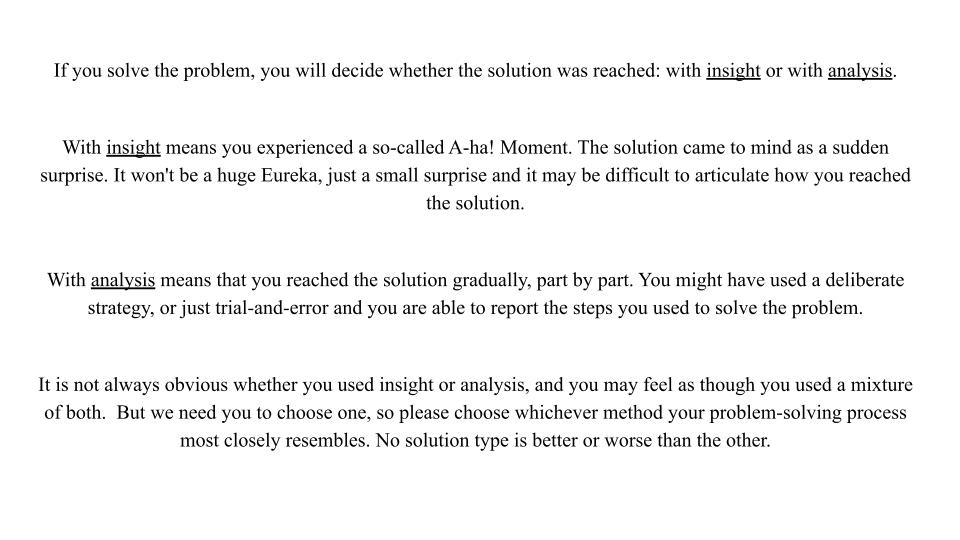 If you solve the problem, you will decide whether the solution was reached: with insight or with analysis.
With insight means you experienced a so-called A-ha! Moment. The solution came to mind as a sudden
surprise. It won't be a huge Eureka, just a small surprise and it may be difficult to articulate how you reached
the solution.
With analysis means that you reached the solution gradually, part by part. You might have used a deliberate
strategy, or just trial-and-error and you are able to report the steps you used to solve the problem.
It is not always obvious whether you used insight or analysis, and you may feel as though you used a mixture
of both.  But we need you to choose one, so please choose whichever method your problem-solving process
most closely resembles. No solution type is better or worse than the other.